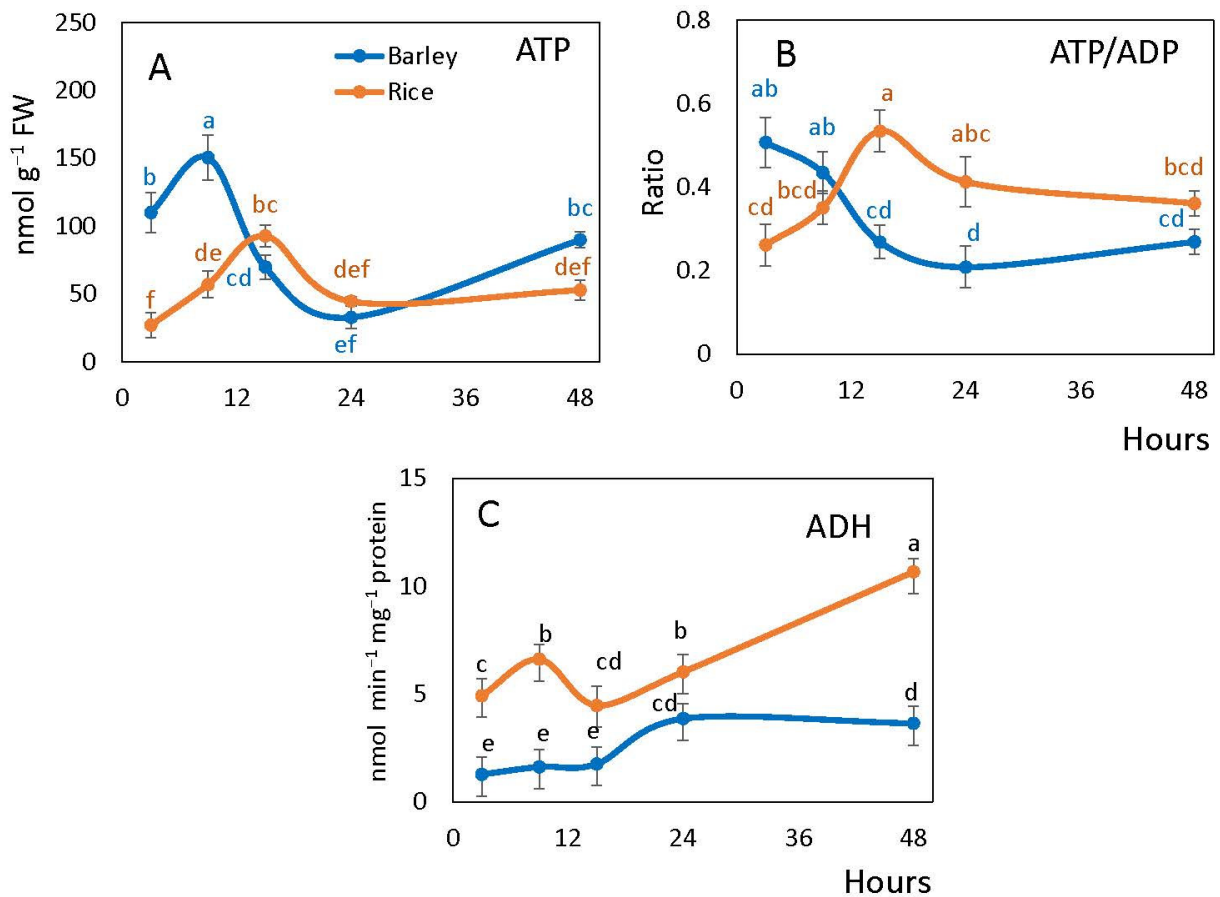 A
ATP
Barley
Rice
nmol g⁻¹ FW
250
200
150
100
50
0
b
a
bc
de
cd
f
def
ef
bc
def
0 12 24 36 48
B
ATP/ADP
Ratio
0.8
0.6
0.4
0.2
0
ab
ab
a
abc
bcd
bcd
cd
cd
d
cd
0 12 24 36 48
Hours
C
ADH
nmol min⁻¹ mg⁻¹ protein
15
10
5
0
c
b
cd
b
a
e
e
e
cd
d
0 12 24 36 48
Hours